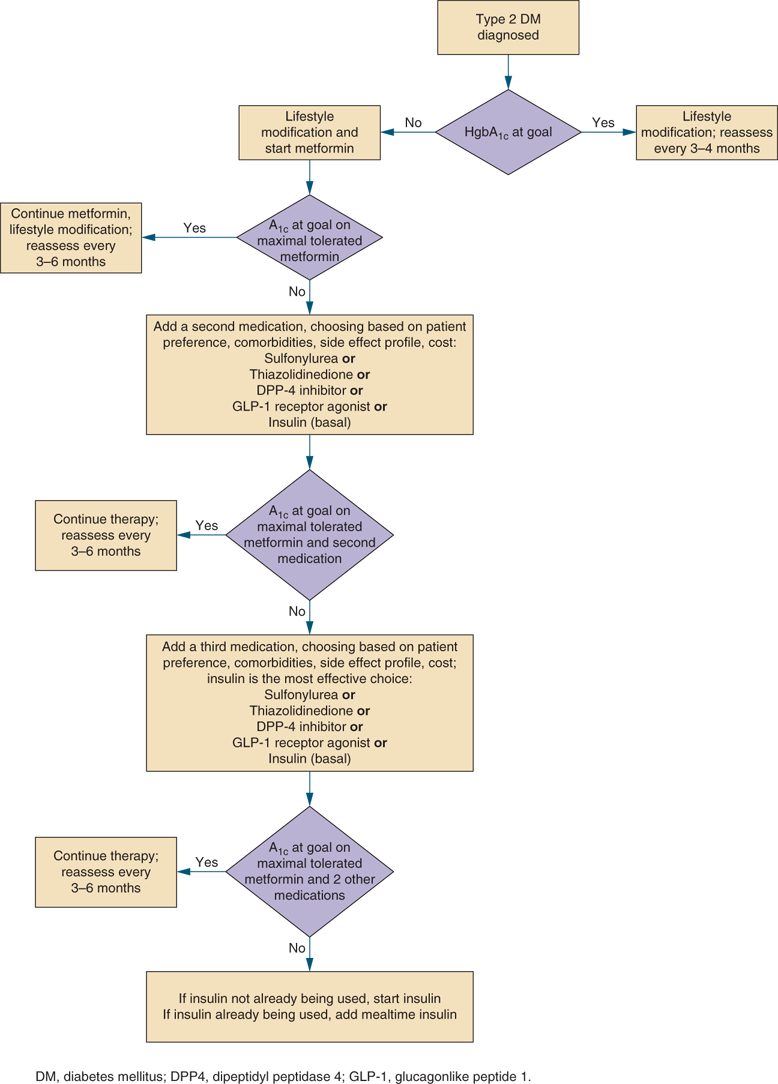 Type 2 DM
diagnosed
HgbA1c at goal
No
Yes
Lifestyle
modification and
start metformin
Lifestyle
modification; reassess
every 3–4 months
A1c at goal on
maximal tolerated
metformin
Yes
Continue metformin,
lifestyle modification;
reassess every
3–6 months
No
Add a second medication, choosing based on patient
preference, comorbidities, side effect profile, cost:
Sulfonylurea or
Thiazolidinedione or
DPP-4 inhibitor or
GLP-1 receptor agonist or
Insulin (basal)
A1c at goal on
maximal tolerated
metformin and second
medication
Yes
Continue therapy;
reassess every
3–6 months
No
Add a third medication, choosing based on patient
preference, comorbidities, side effect profile, cost;
insulin is the most effective choice:
Sulfonylurea or
Thiazolidinedione or
DPP-4 inhibitor or
GLP-1 receptor agonist or
Insulin (basal)
A1c at goal on
maximal tolerated
metformin and 2 other
medications
Yes
Continue therapy;
reassess every
3–6 months
No
If insulin not already being used, start insulin
If insulin already being used, add mealtime insulin
DM, diabetes mellitus; DPP4, dipeptidyl peptidase 4; GLP-1, glucagonlike peptide 1.